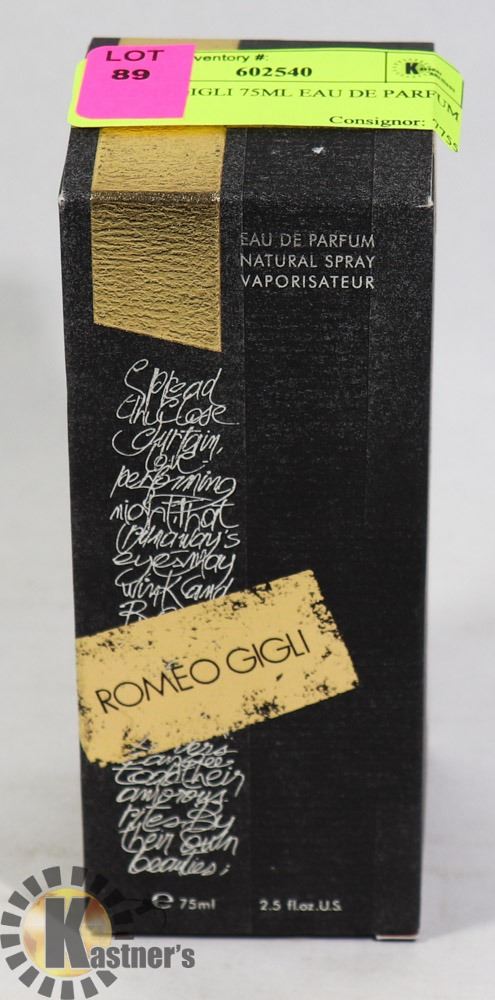 LOT
89
ventory #:
602540
GIGLI 75ML EAU DE PARFUM
Consignor: 7755
EAU DE PARFUM
NATURAL SPRAY
VAPORISATEUR
Spread
thy close
Curtain,
love-
performing
night.That
runaway's
eyes may
wink and
ROMEO GIGLI
Lovers
can see
to do their
amorous
rites.By
their own
beauties;
e 75ml
2.5 fl.oz.U.S.
Kastner's